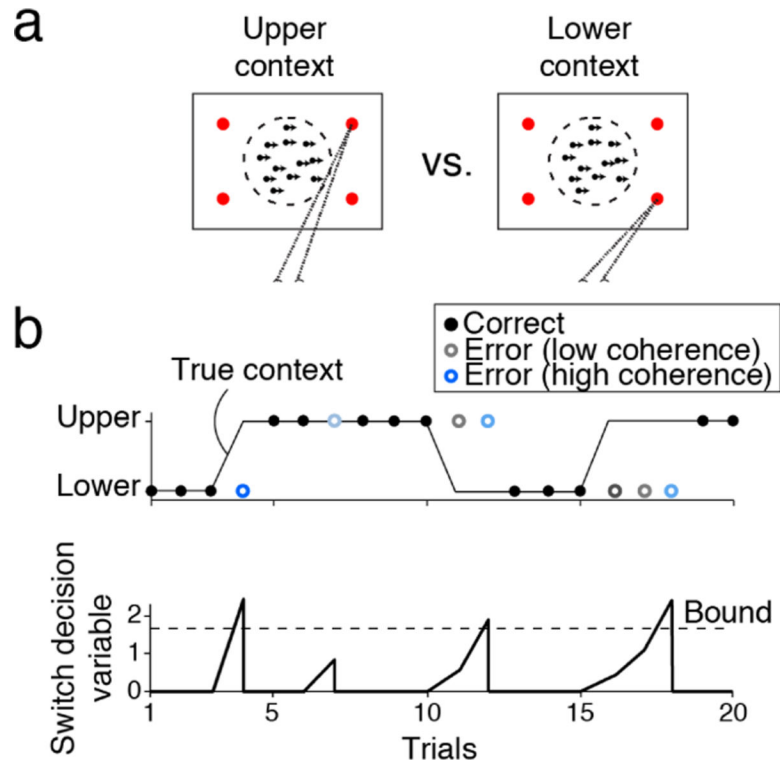 a
Upper
context
Lower
context
vs.
b
Correct
Error (low coherence)
Error (high coherence)
True context
Upper
Lower
Switch decision
variable
2
1
0
Bound
1
5
10
15
20
Trials